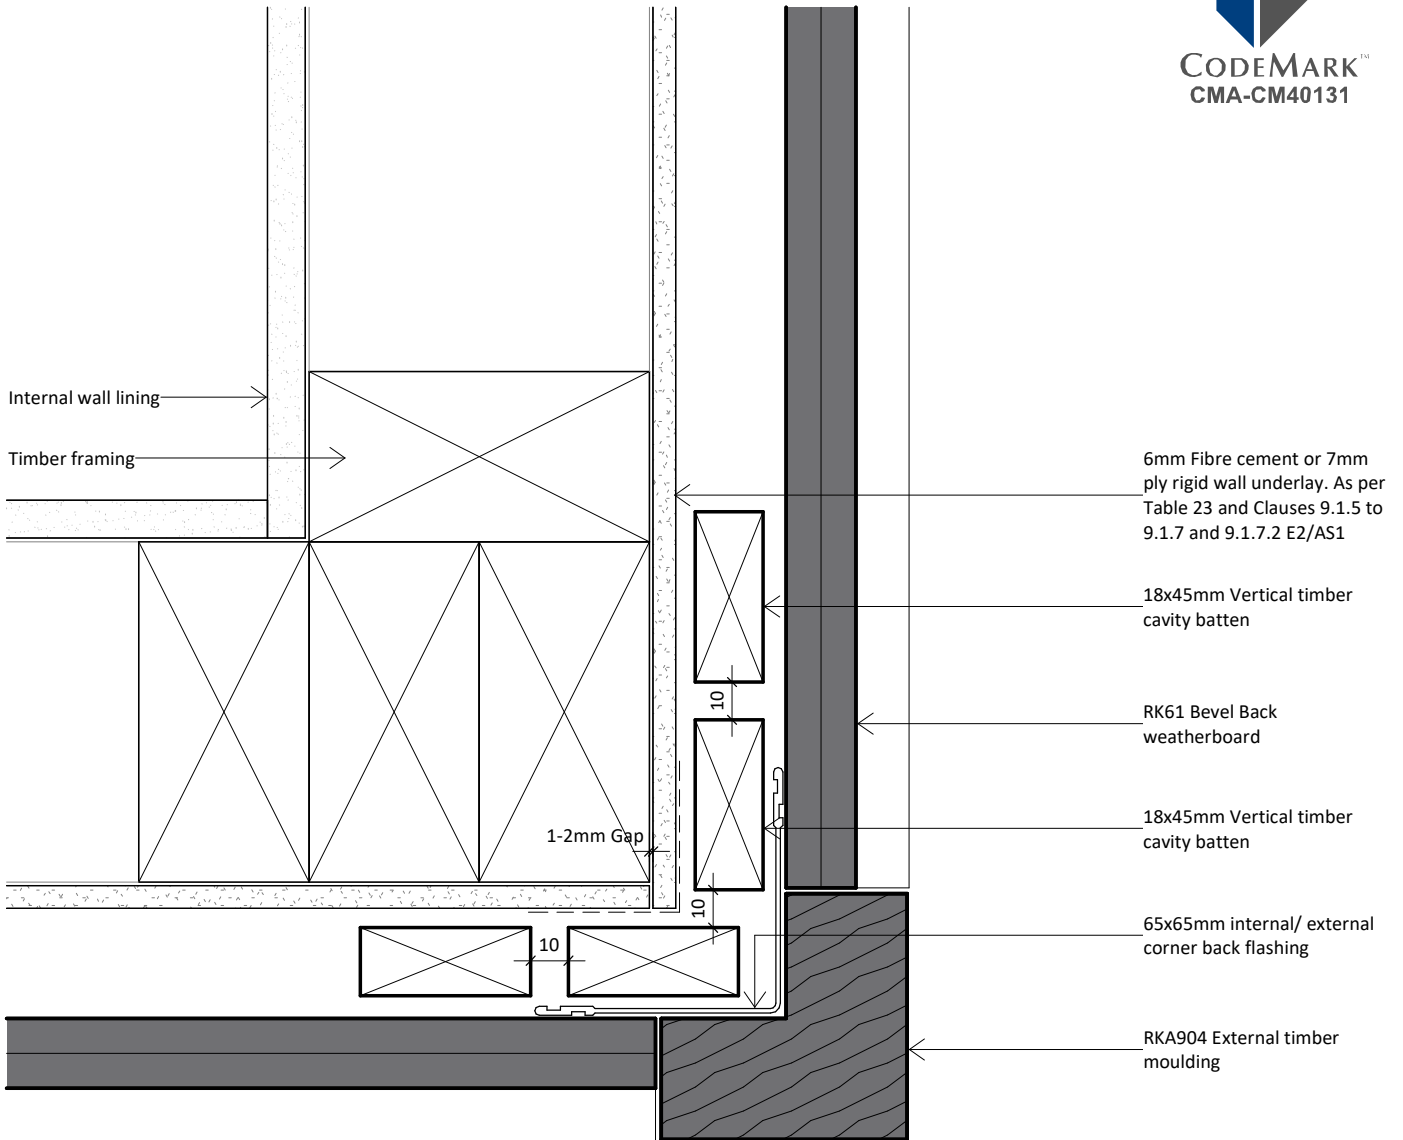 CODEMARK™
CMA-CM40131
Internal wall lining
Timber framing
6mm Fibre cement or 7mm
ply rigid wall underlay. As per
Table 23 and Clauses 9.1.5 to
9.1.7 and 9.1.7.2 E2/AS1
18x45mm Vertical timber
cavity batten
10
RK61 Bevel Back
weatherboard
1-2mm Gap
18x45mm Vertical timber
cavity batten
10
10
65x65mm internal/ external
corner back flashing
RKA904 External timber
moulding